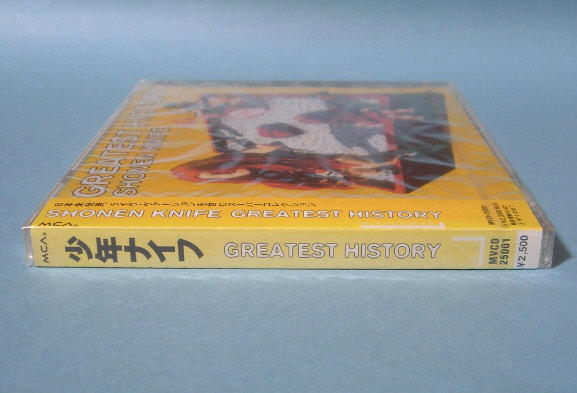 GREATEST HISTORY
SHONEN KNIFE
SHONEN KNIFE GREATEST HISTORY
MCA
MCA
少年ナイフ
GREATEST HISTORY
MVCD
25001
¥2,500